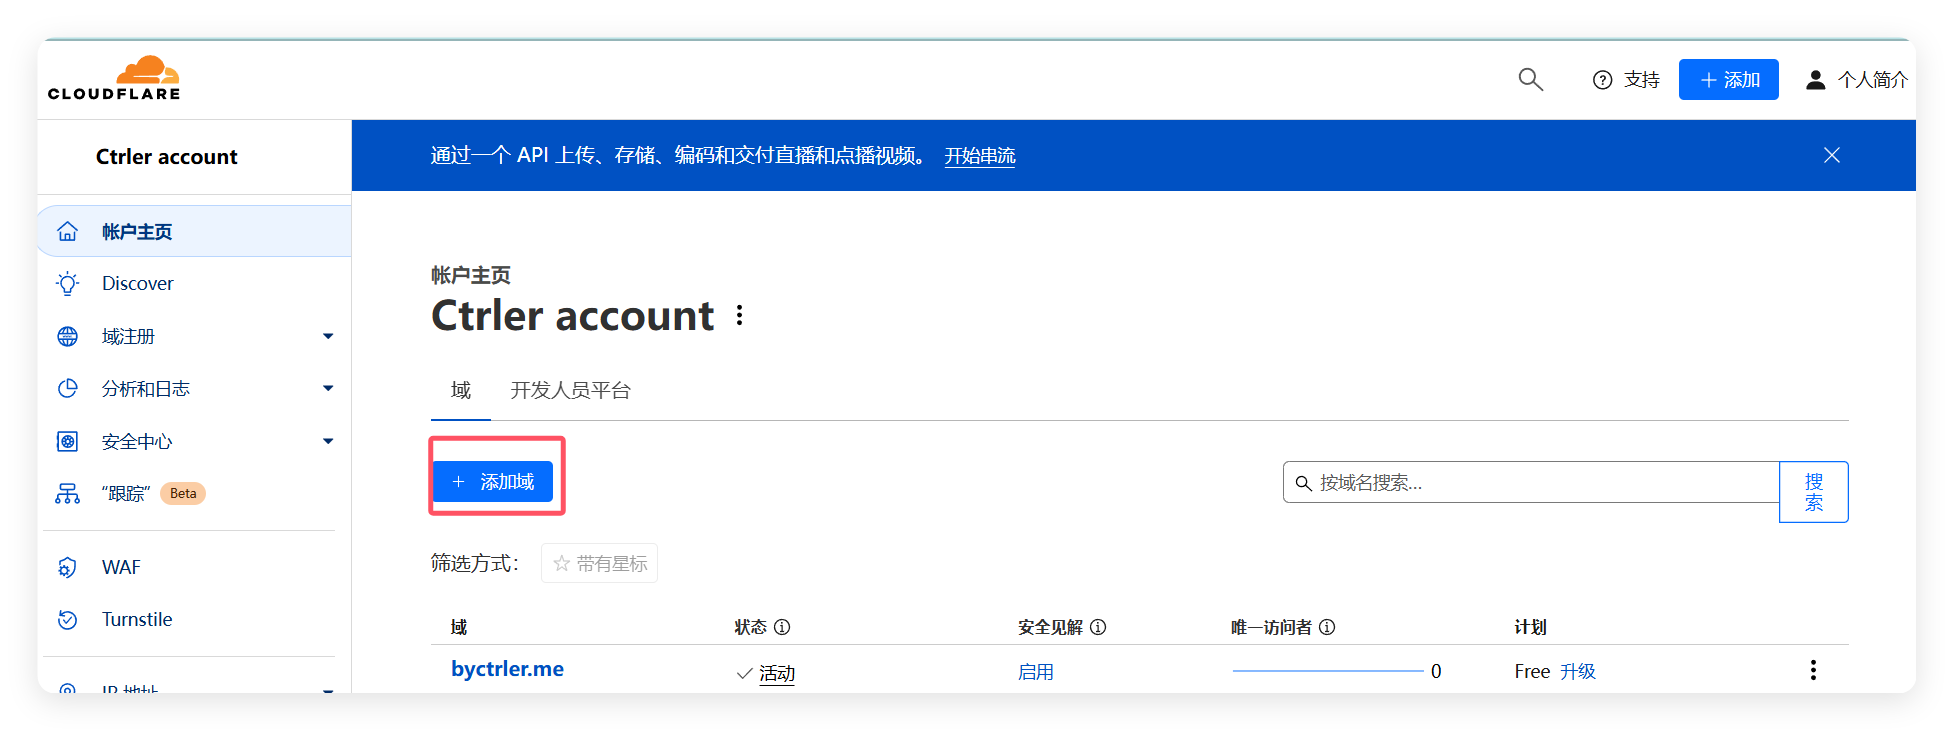 CLOUDFLARE
支持
+ 添加
个人简介
Ctrler account
通过一个 API 上传、存储、编码和交付直播和点播视频。 开始串流
帐户主页
Discover
域注册
分析和日志
安全中心
“跟踪” Beta
WAF
Turnstile
IP 地址
帐户主页
Ctrler account
域 开发人员平台
+ 添加域
按域名搜索...
搜索
筛选方式： 带有星标
域 状态 安全见解 唯一访问者 计划
byctrler.me 活动 启用 0 Free 升级